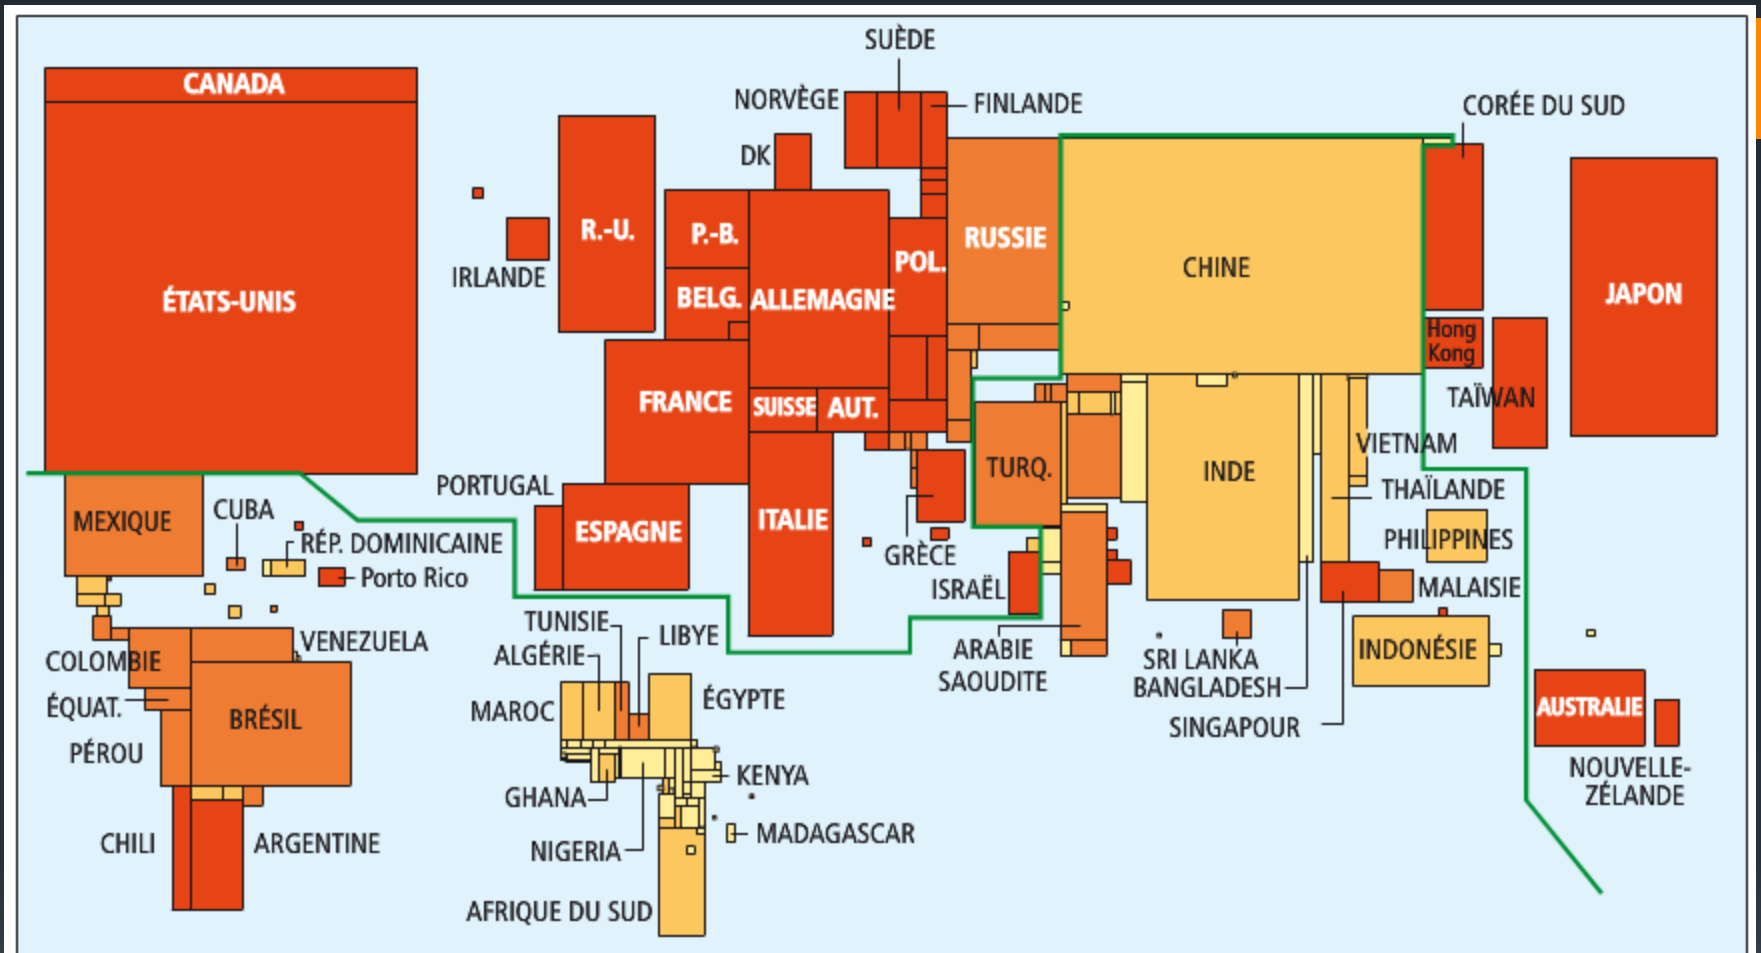 SUÈDE
CANADA
NORVÈGE
FINLANDE
CORÉE DU SUD
DK
R.-U.
P.-B.
POL.
RUSSIE
CHINE
IRLANDE
BELG.
ALLEMAGNE
ÉTATS-UNIS
JAPON
Hong
Kong
FRANCE
SUISSE
AUT.
TAÏWAN
VIETNAM
TURQ.
INDE
PORTUGAL
THAÏLANDE
CUBA
MEXIQUE
ESPAGNE
ITALIE
RÉP. DOMINICAINE
GRÈCE
PHILIPPINES
Porto Rico
ISRAËL
MALAISIE
TUNISIE
LIBYE
VENEZUELA
ALGÉRIE
ARABIE
SAOUDITE
SRI LANKA
INDONÉSIE
COLOMBIE
BANGLADESH
ÉQUAT.
MAROC
ÉGYPTE
BRÉSIL
SINGAPOUR
AUSTRALIE
PÉROU
KENYA
NOUVELLE-
ZÉLANDE
GHANA
MADAGASCAR
CHILI
ARGENTINE
NIGERIA
AFRIQUE DU SUD